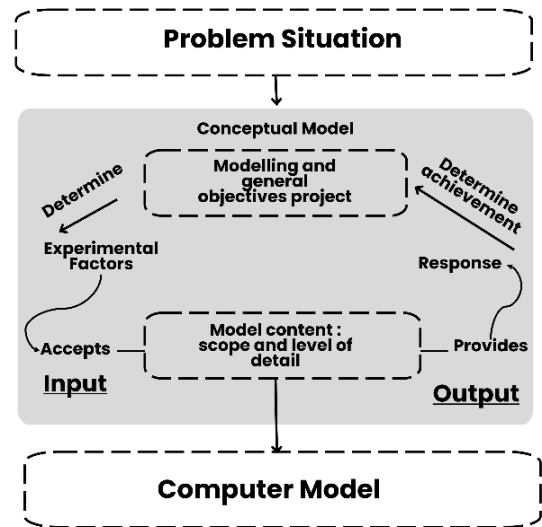 Problem Situation
Conceptual Model
Modelling and
general
objectives project
Determine
Determine
achievement
Experimental
Factors
Response
Accepts
Model content :
scope and level of
detail
Provides
Input
Output
Computer Model